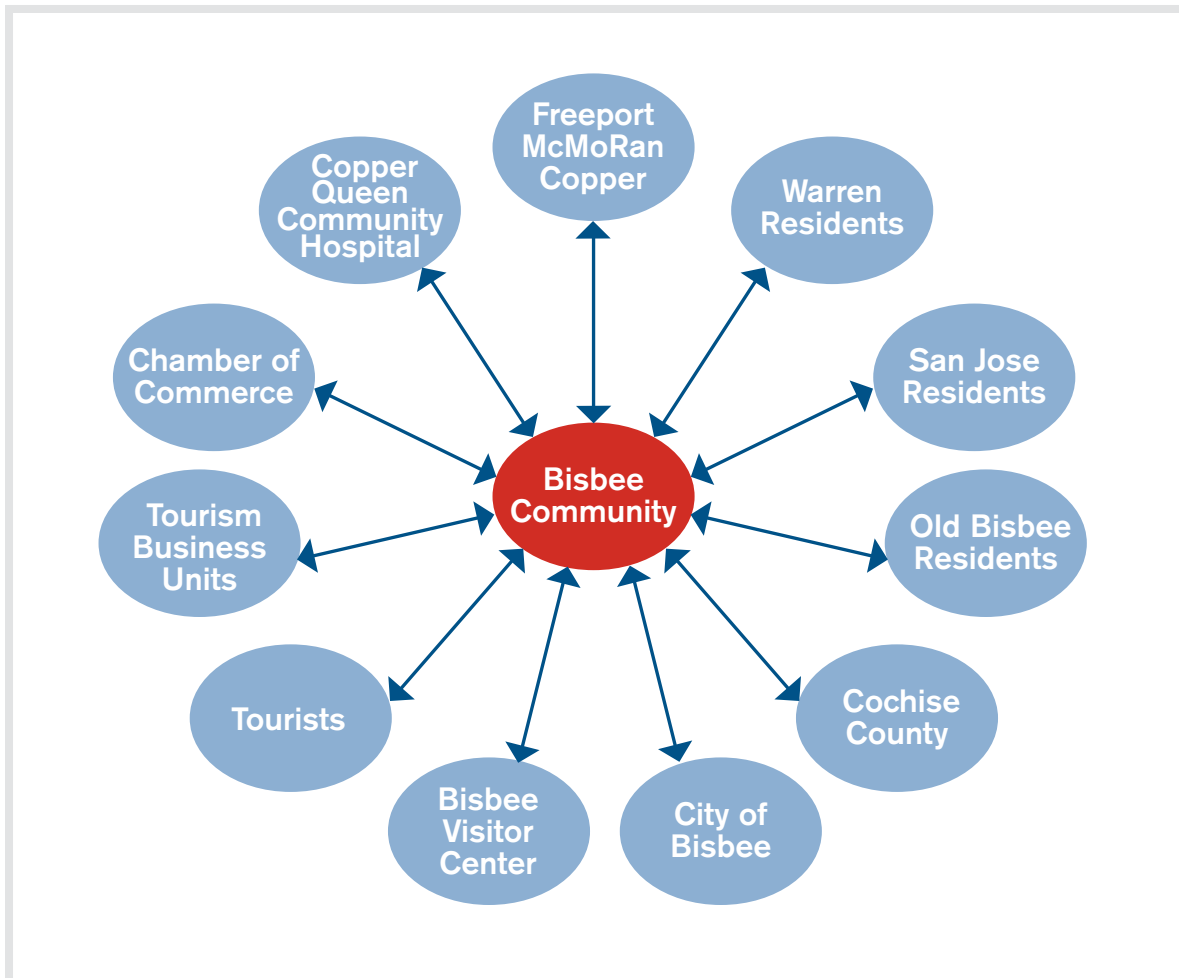 Freeport
McMoRan
Copper
Copper
Queen
Community
Hospital
Warren
Residents
Chamber of
Commerce
San Jose
Residents
Bisbee
Community
Tourism
Business
Units
Old Bisbee
Residents
Tourists
Cochise
County
Bisbee
Visitor
Center
City of
Bisbee